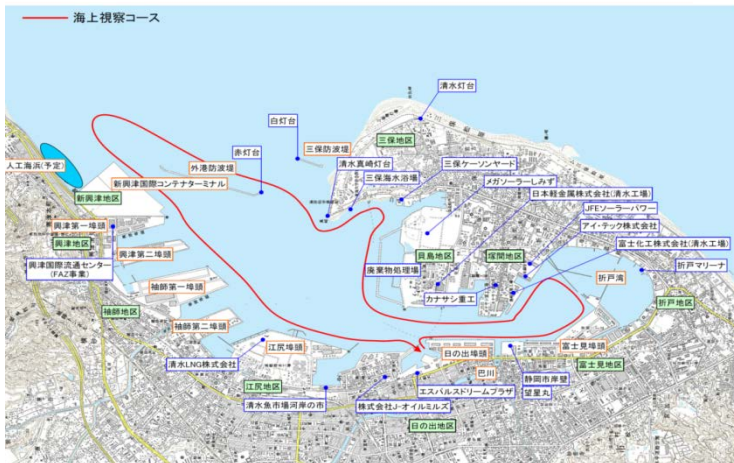 海上視察コース
清水灯台
白灯台
三保地区
三保防波堤
赤灯台
清水真崎灯台
三保海水浴場
三保ケーソンヤード
外港防波堤
人工海浜(予定)
新興津国際コンテナターミナル
メガソーラーしみず
日本軽金属株式会社(清水工場)
新興津地区
JFEソーラーパワー
アイ・テック株式会社
興津第一埠頭
興津地区
興津第二埠頭
貝島地区
塚間地区
富士化工株式会社(清水工場)
興津国際流通センター
(FAZ事業)
廃棄物処理場
折戸湾
折戸マリーナ
袖師第一埠頭
カナサシ重工
袖師地区
折戸地区
袖師第二埠頭
江尻埠頭
日の出埠頭
富士見埠頭
清水LNG株式会社
富士見地区
巴川
静岡市岸壁
江尻地区
望星丸
エスパルスドリームプラザ
清水魚市場河岸の市
株式会社J-オイルミルズ
日の出地区